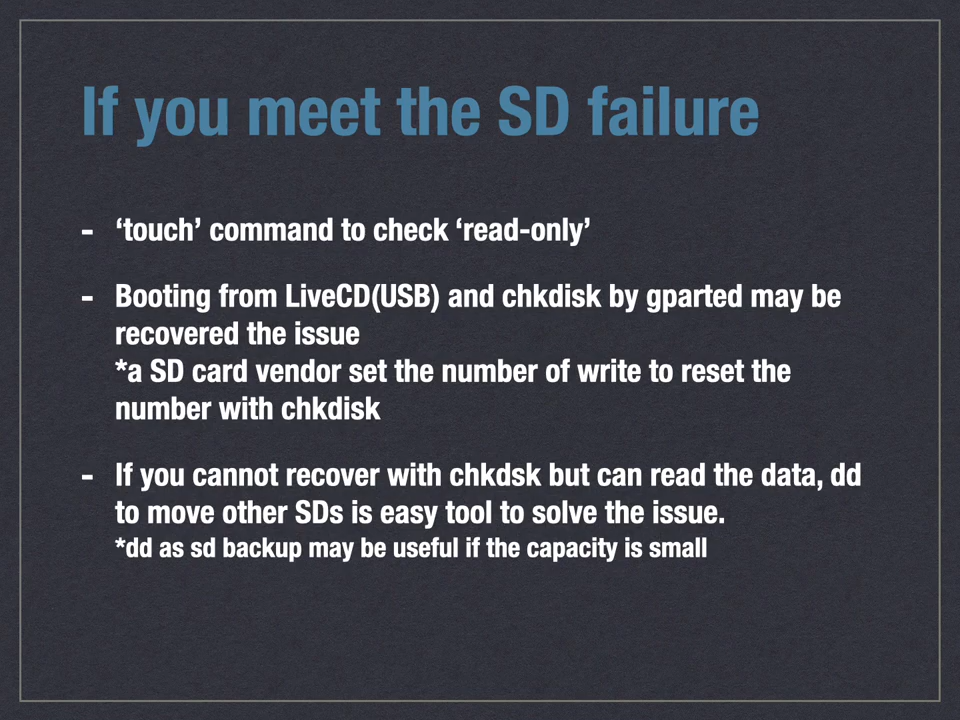 If you meet the SD failure
- ‘touch’ command to check ‘read-only’
- Booting from LiveCD(USB) and chkdisk by gparted may be
recovered the issue
*a SD card vendor set the number of write to reset the
number with chkdisk
- If you cannot recover with chkdsk but can read the data, dd
to move other SDs is easy tool to solve the issue.
*dd as sd backup may be useful if the capacity is small